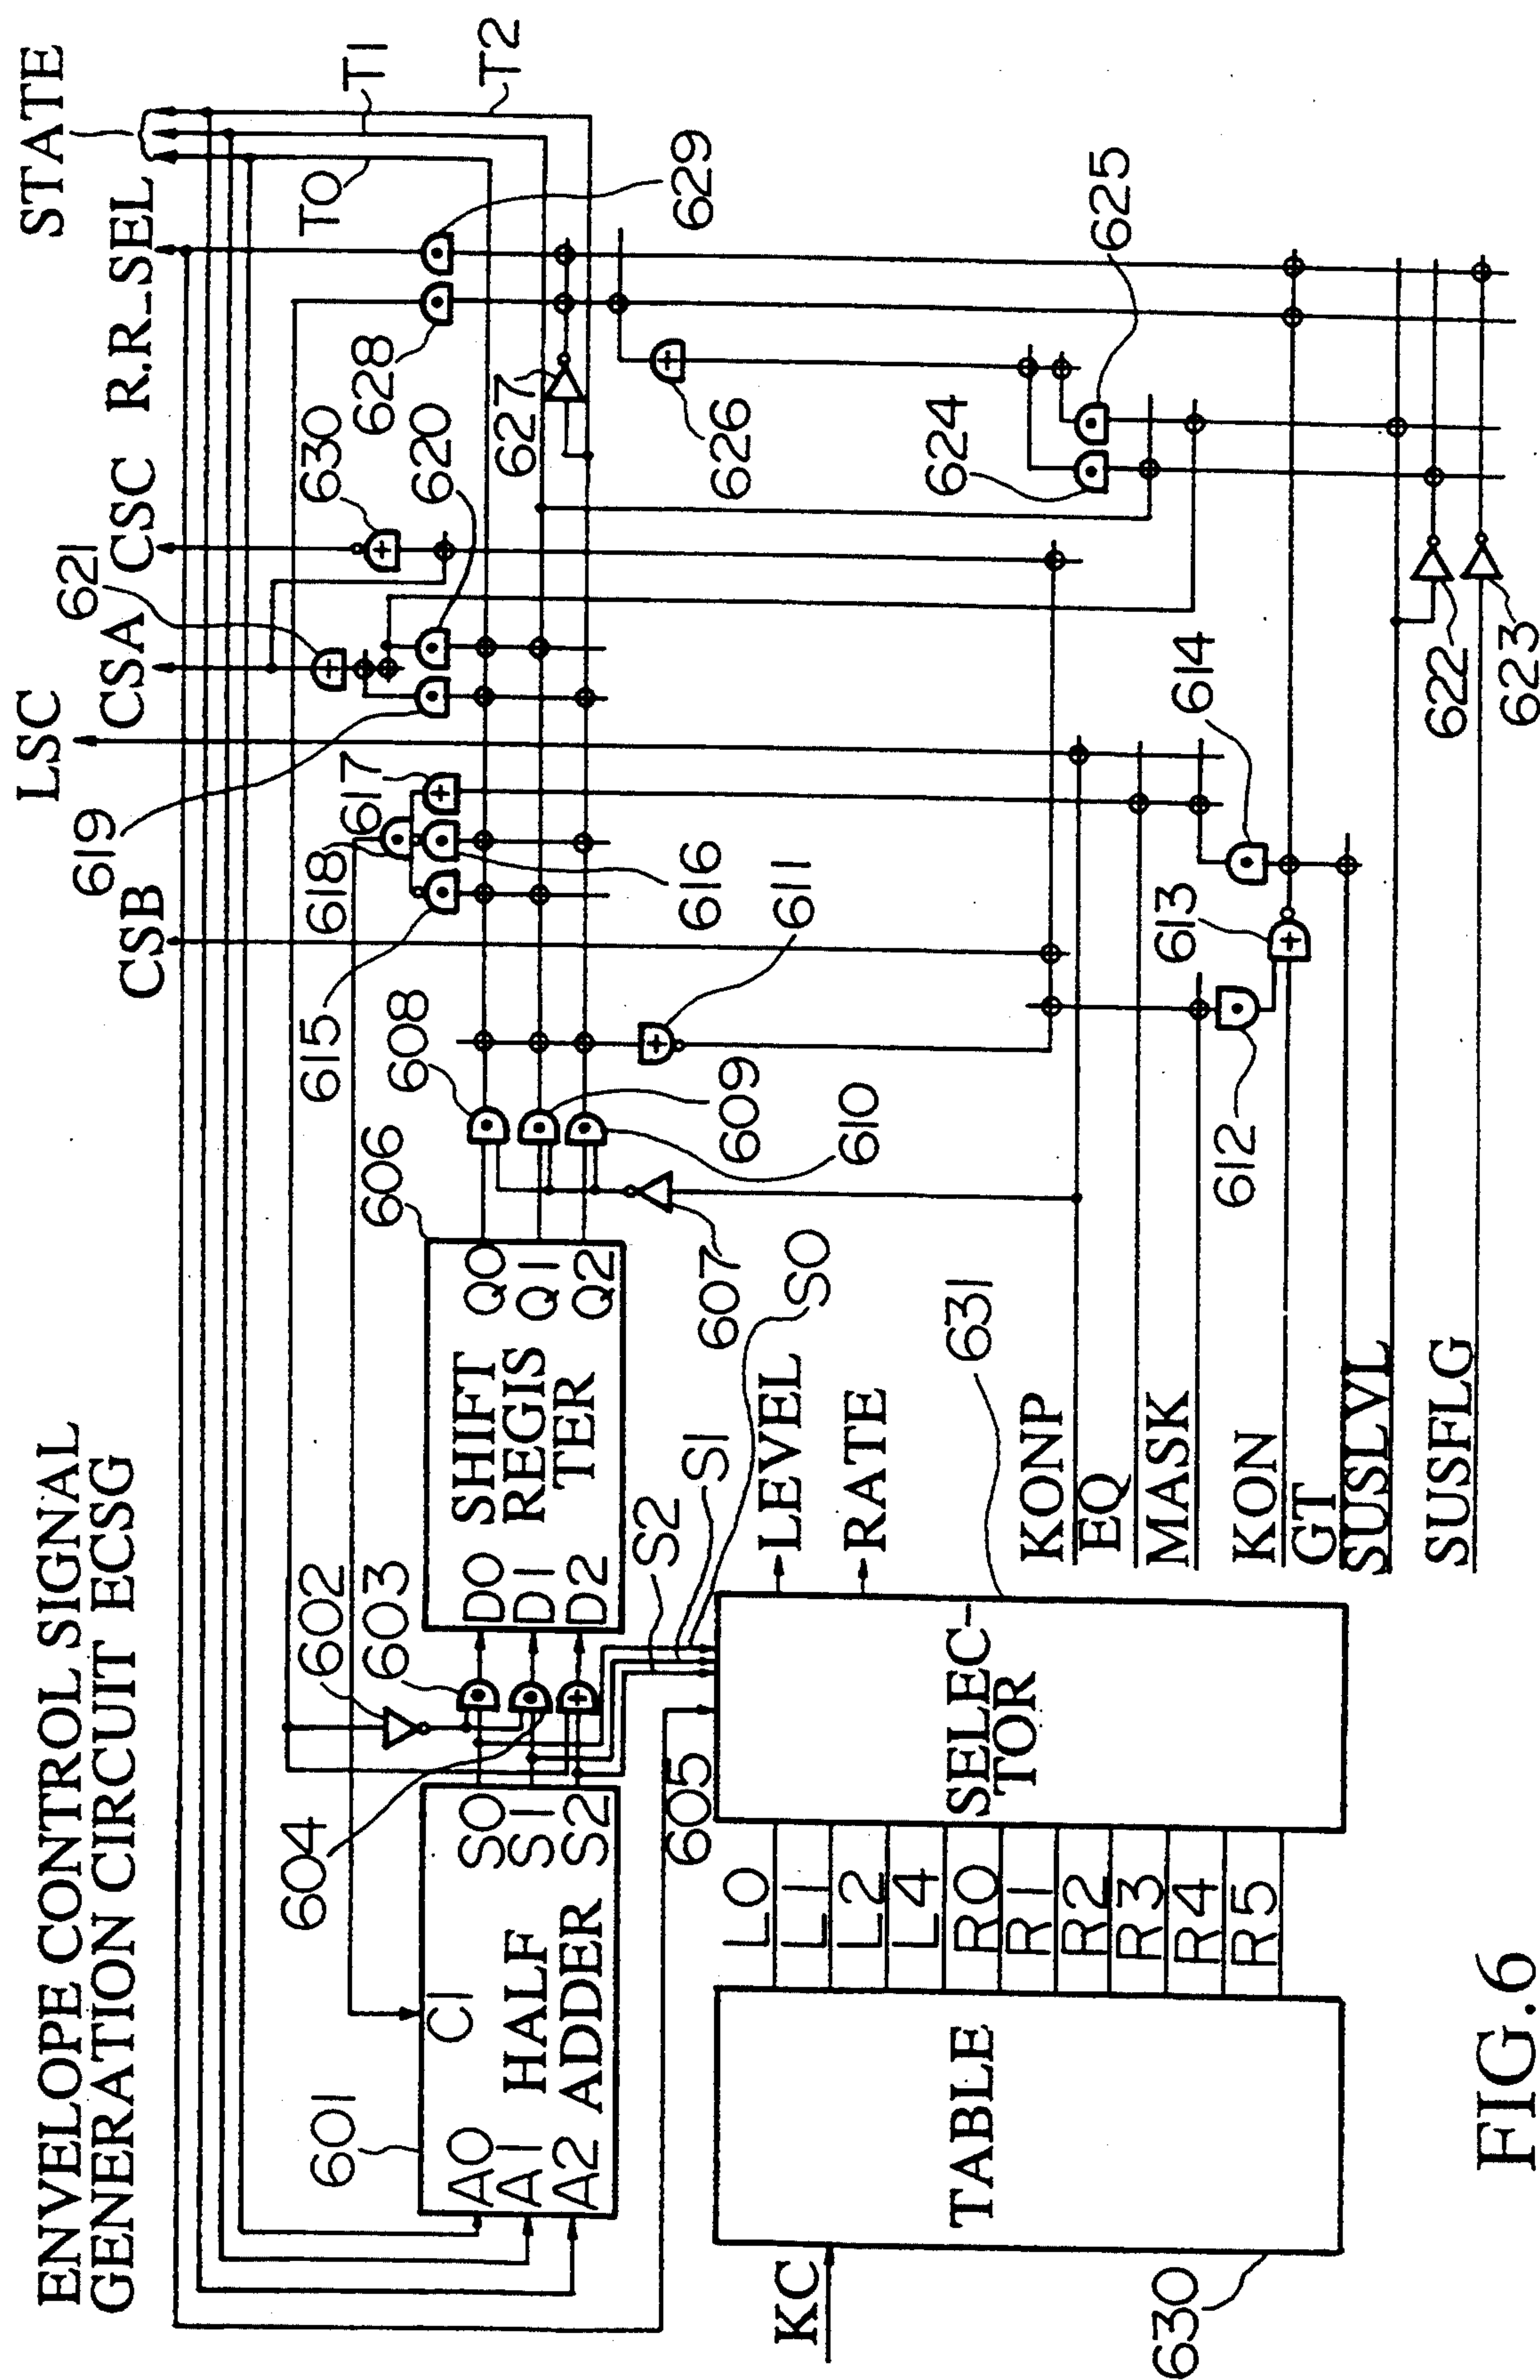 ENVELOPE CONTROL SIGNAL
GENERATION CIRCUIT ECSG
CSB
LSC
CSA
CSC
R.R_SEL
STATE
T0
T1
T2
601
CI
A0
A1
A2
HALF
ADDER
S0
S1
S2
602
603
604
605
606
D0
D1
D2
SHIFT
REGIS
TER
Q0
Q1
Q2
607
608
609
610
611
612
613
614
615
616
617
618
619
620
621
622
623
624
625
626
627
628
629
630
S2
S1
S0
KC
630
TABLE
L0
L1
L2
L4
R0
R1
R2
R3
R4
R5
SELEC-
TOR
631
LEVEL
RATE
KONP
EQ
MASK
KON
GT
SUSLVL
SUSFLG
FIG.6